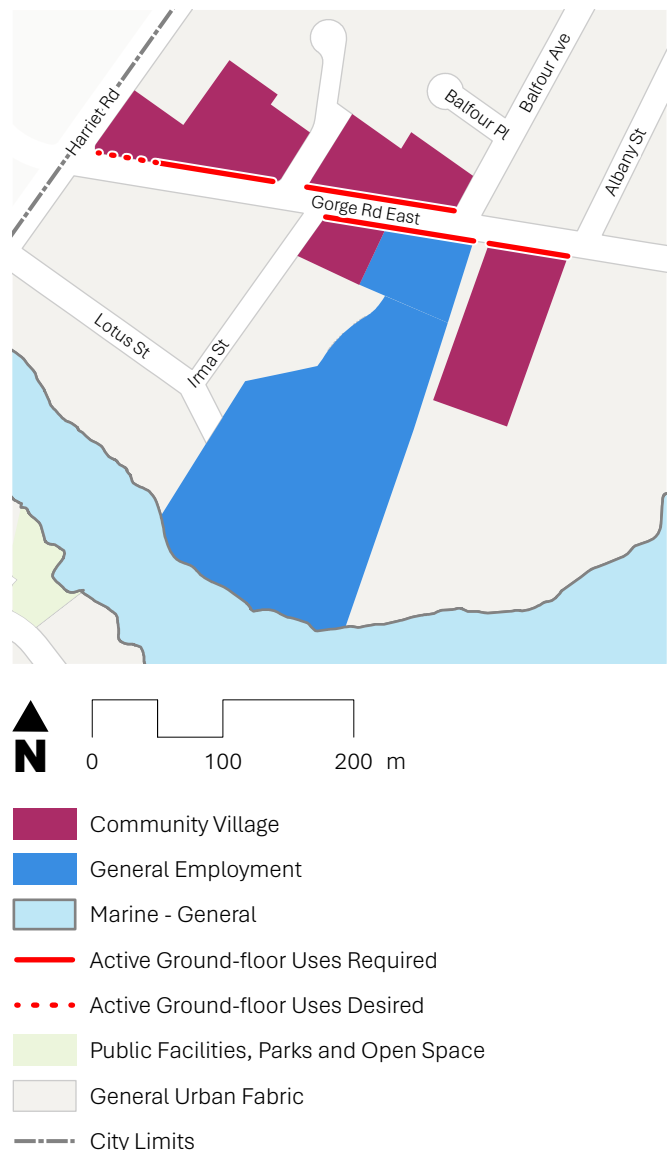 Harriet Rd
Balfour Ave
Balfour Pl
Albany St
Gorge Rd East
Lotus St
Irma St
N
0 100 200 m
Community Village
General Employment
Marine - General
Active Ground-floor Uses Required
Active Ground-floor Uses Desired
Public Facilities, Parks and Open Space
General Urban Fabric
City Limits